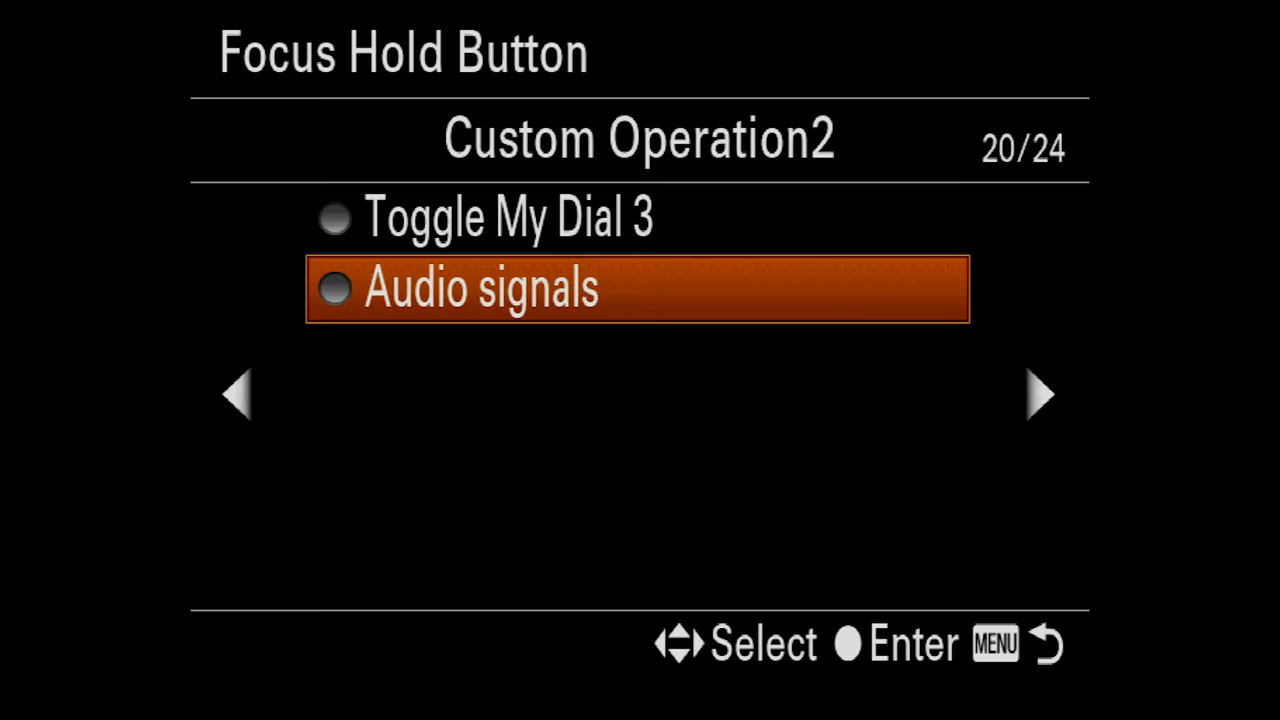 Focus Hold Button
Custom Operation2 20/24
Toggle My Dial 3
Audio signals
Select Enter MENU